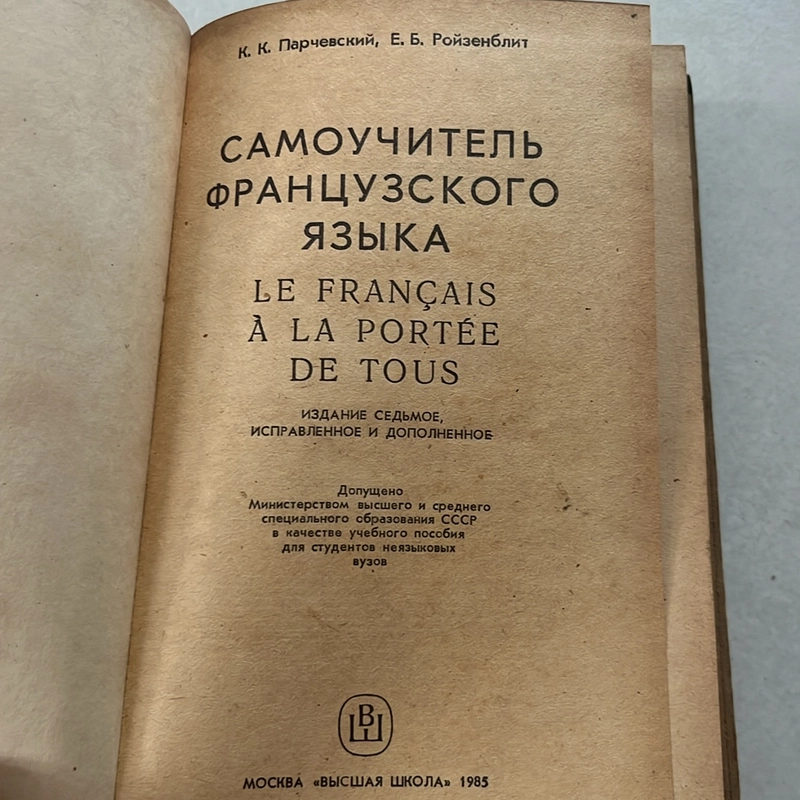 К. К. Парчевский, Е. Б. Ройзенблит
САМОУЧИТЕЛЬ
ФРАНЦУЗСКОГО
ЯЗЫКА
LE FRANÇAIS
À LA PORTÉE
DE TOUS
ИЗДАНИЕ СЕДЬМОЕ,
ИСПРАВЛЕННОЕ И ДОПОЛНЕННОЕ
Допущено
Министерством высшего и среднего
специального образования СССР
в качестве учебного пособия
для студентов неязыковых
вузов
ВШ
МОСКВА «ВЫСШАЯ ШКОЛА» 1985